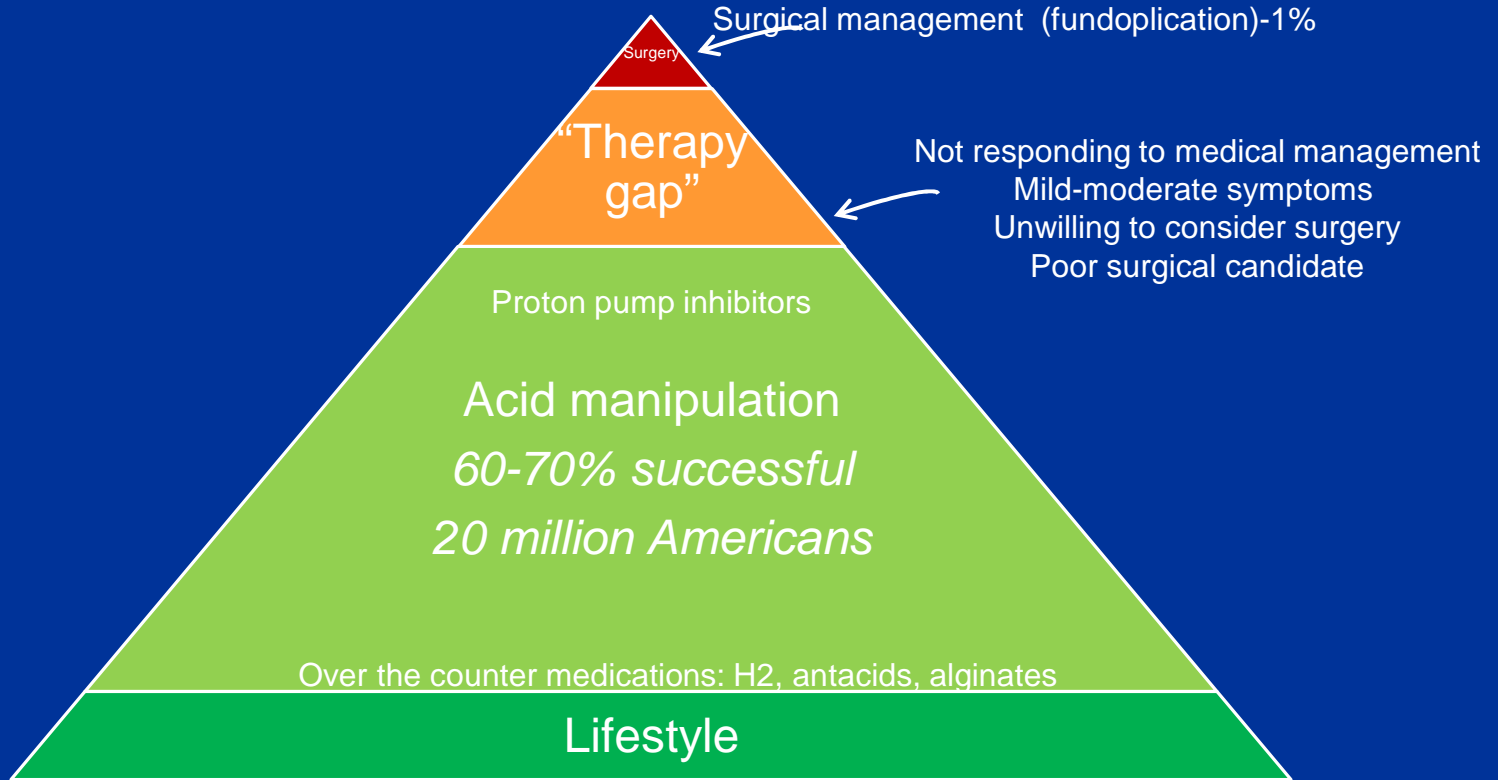 Surgical management (fundoplication)-1%
Surgery
“Therapy
gap”
Not responding to medical management
Mild-moderate symptoms
Unwilling to consider surgery
Poor surgical candidate
Proton pump inhibitors
Acid manipulation
60-70% successful
20 million Americans
Over the counter medications: H2, antacids, alginates
Lifestyle